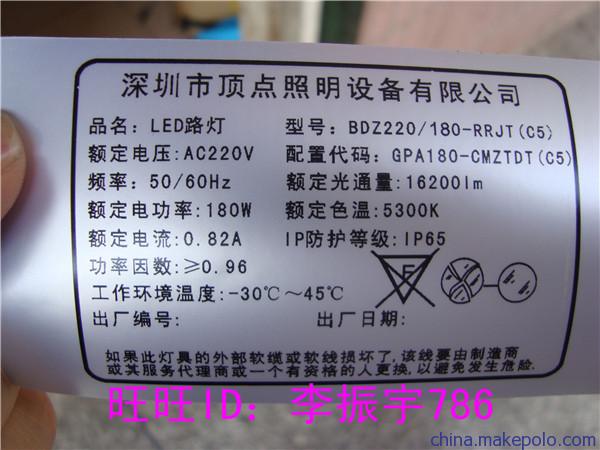 深圳市顶点照明设备有限公司
品名：LED路灯 型号：BDZ220/180-RRJT(C5)
额定电压：AC220V 配置代码：GPA180-CMZTDT(C5)
频率：50/60Hz 额定光通量：16200lm
额定电功率：180W 额定色温：5300K
额定电流：0.82A IP防护等级：IP65
功率因数：≥0.96
F
工作环境温度：-30℃～45℃
出厂编号： 出厂日期：
如果此灯具的外部软缆或软线损坏了，该线要由制造商
或其服务代理商或一个有资格的人更换，以避免发生危险.
旺旺ID：李振宇786
china.makepolo.com